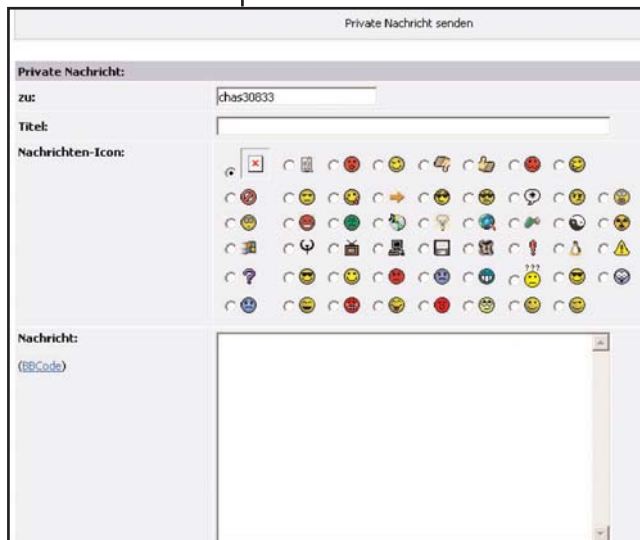 Private Nachricht senden
Private Nachricht:
zu:
chas30833
Titel:
Nachrichten-Icon:
???
Nachricht:
(BBCode)